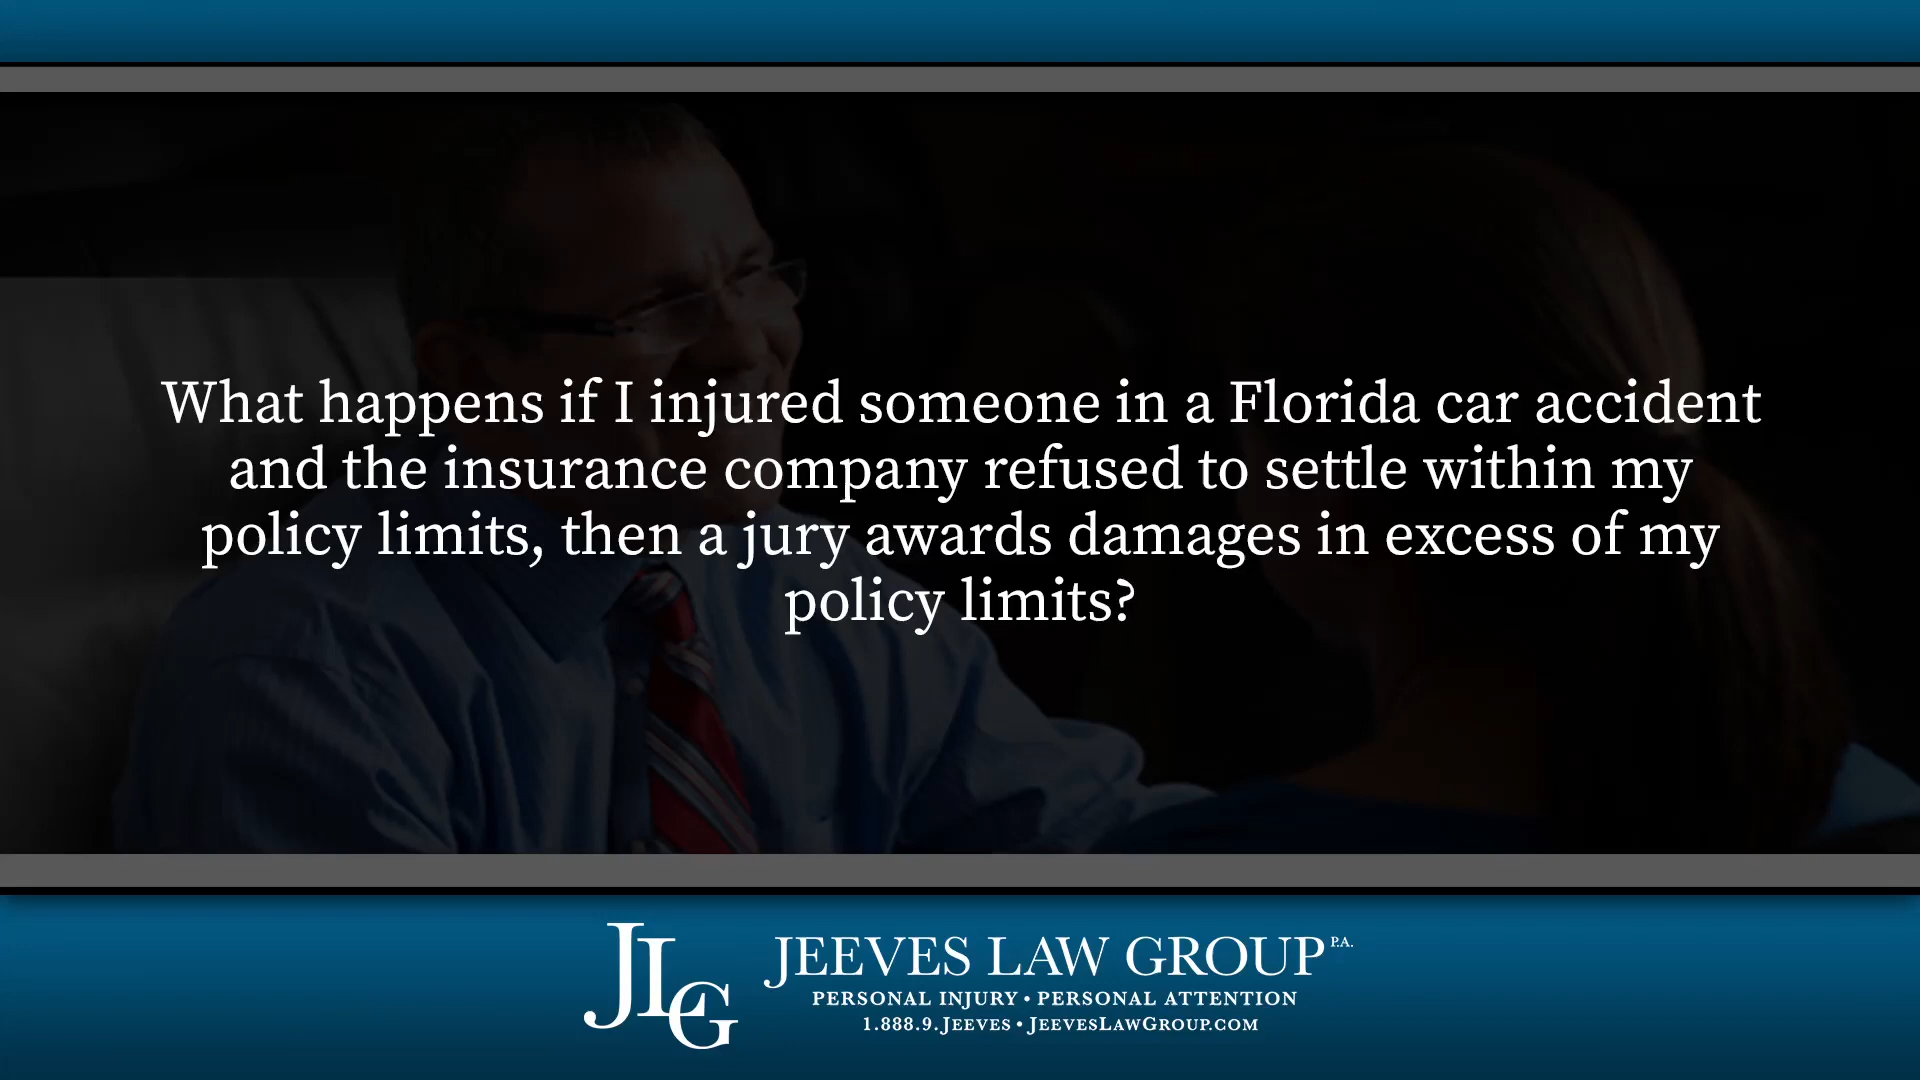 What happens if I injured someone in a Florida car accident
and the insurance company refused to settle within my
policy limits, then a jury awards damages in excess of my
policy limits?
JLG
JEEVES LAW GROUP P.A.
PERSONAL INJURY • PERSONAL ATTENTION
1.888.9.JEEVES • JEEVESLAWGROUP.COM